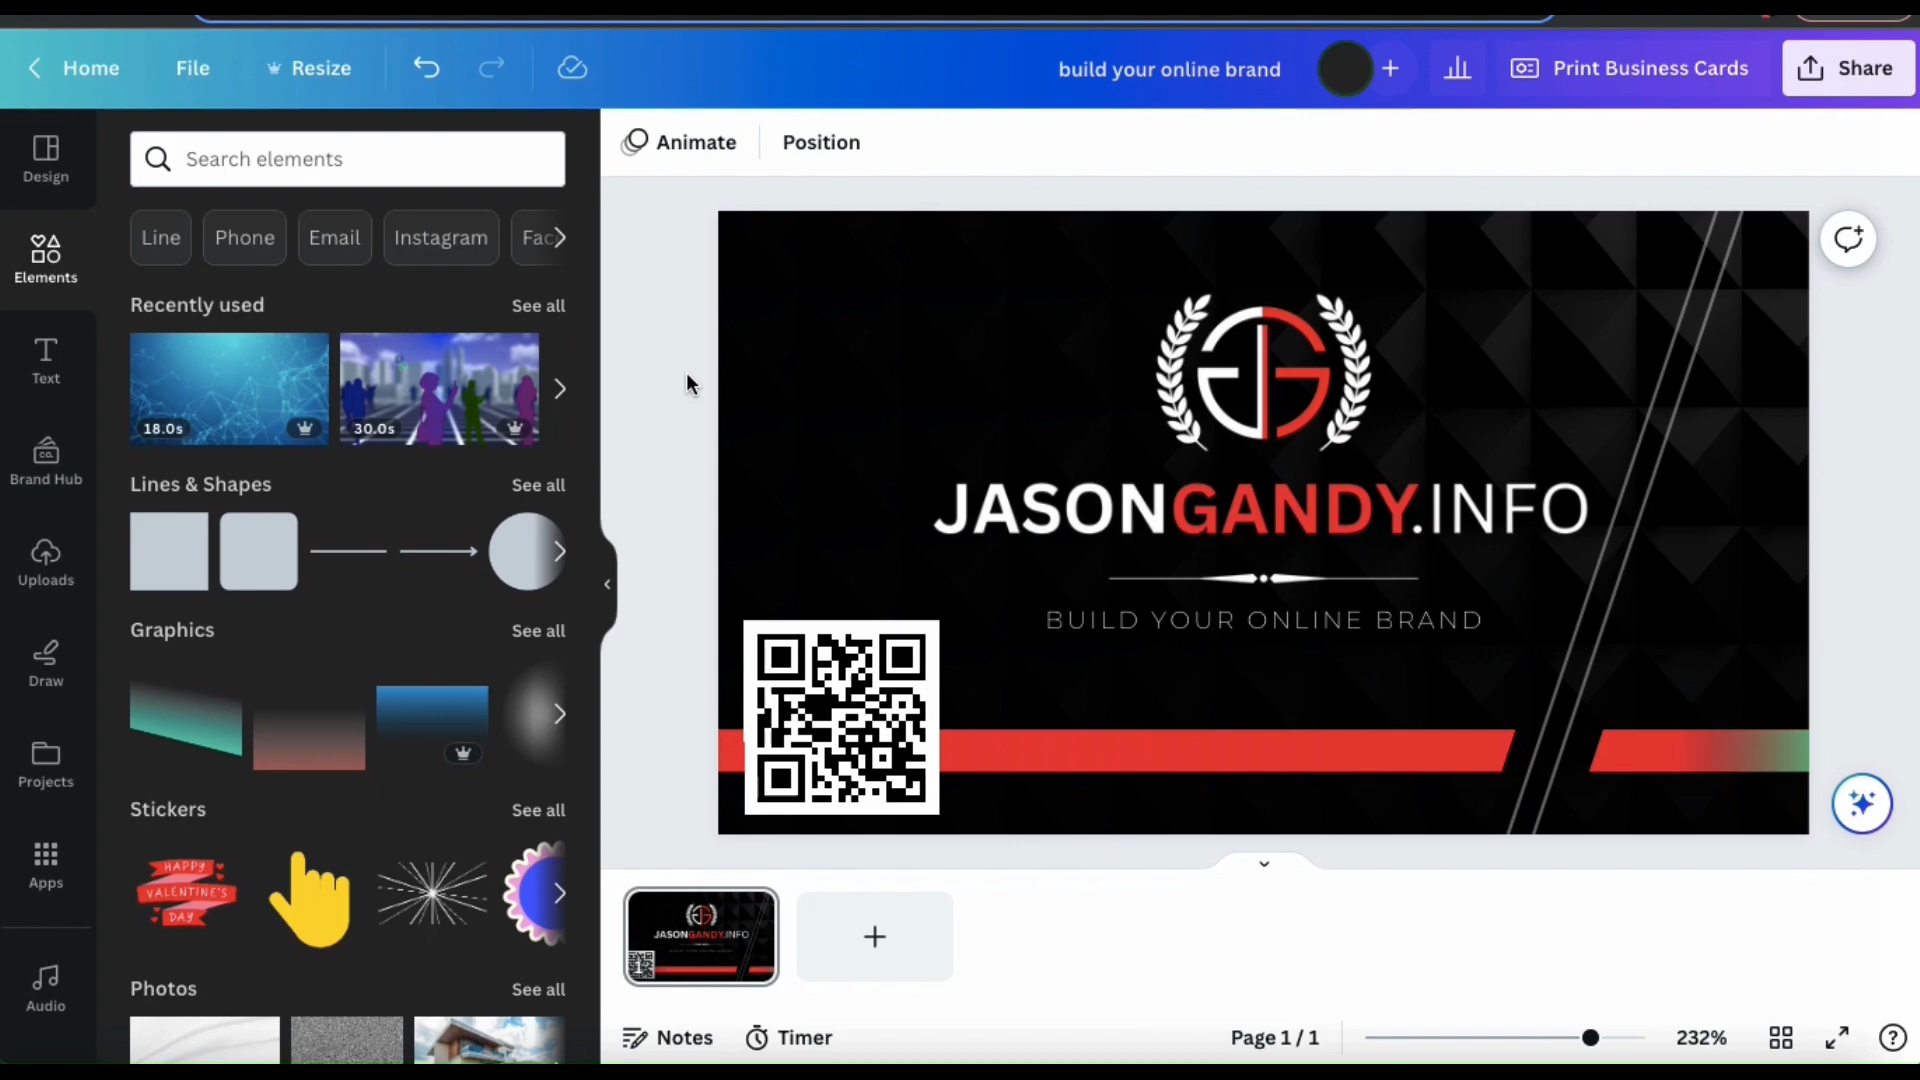 Home
File
Resize
build your online brand
Print Business Cards
Share
Design
Elements
Text
Brand Hub
CO.
Uploads
Draw
Projects
Apps
Audio
Search elements
Line
Phone
Email
Instagram
Recently used
See all
18.0s
30.0s
Lines & Shapes
See all
Graphics
See all
Stickers
See all
HAPPY
VALENTINE'S
DAY
Photos
See all
Animate
Position
JG
JASONGANDY.INFO
BUILD YOUR ONLINE BRAND
JASONGANDY.INFO
1
Notes
Timer
Page 1 / 1
232%